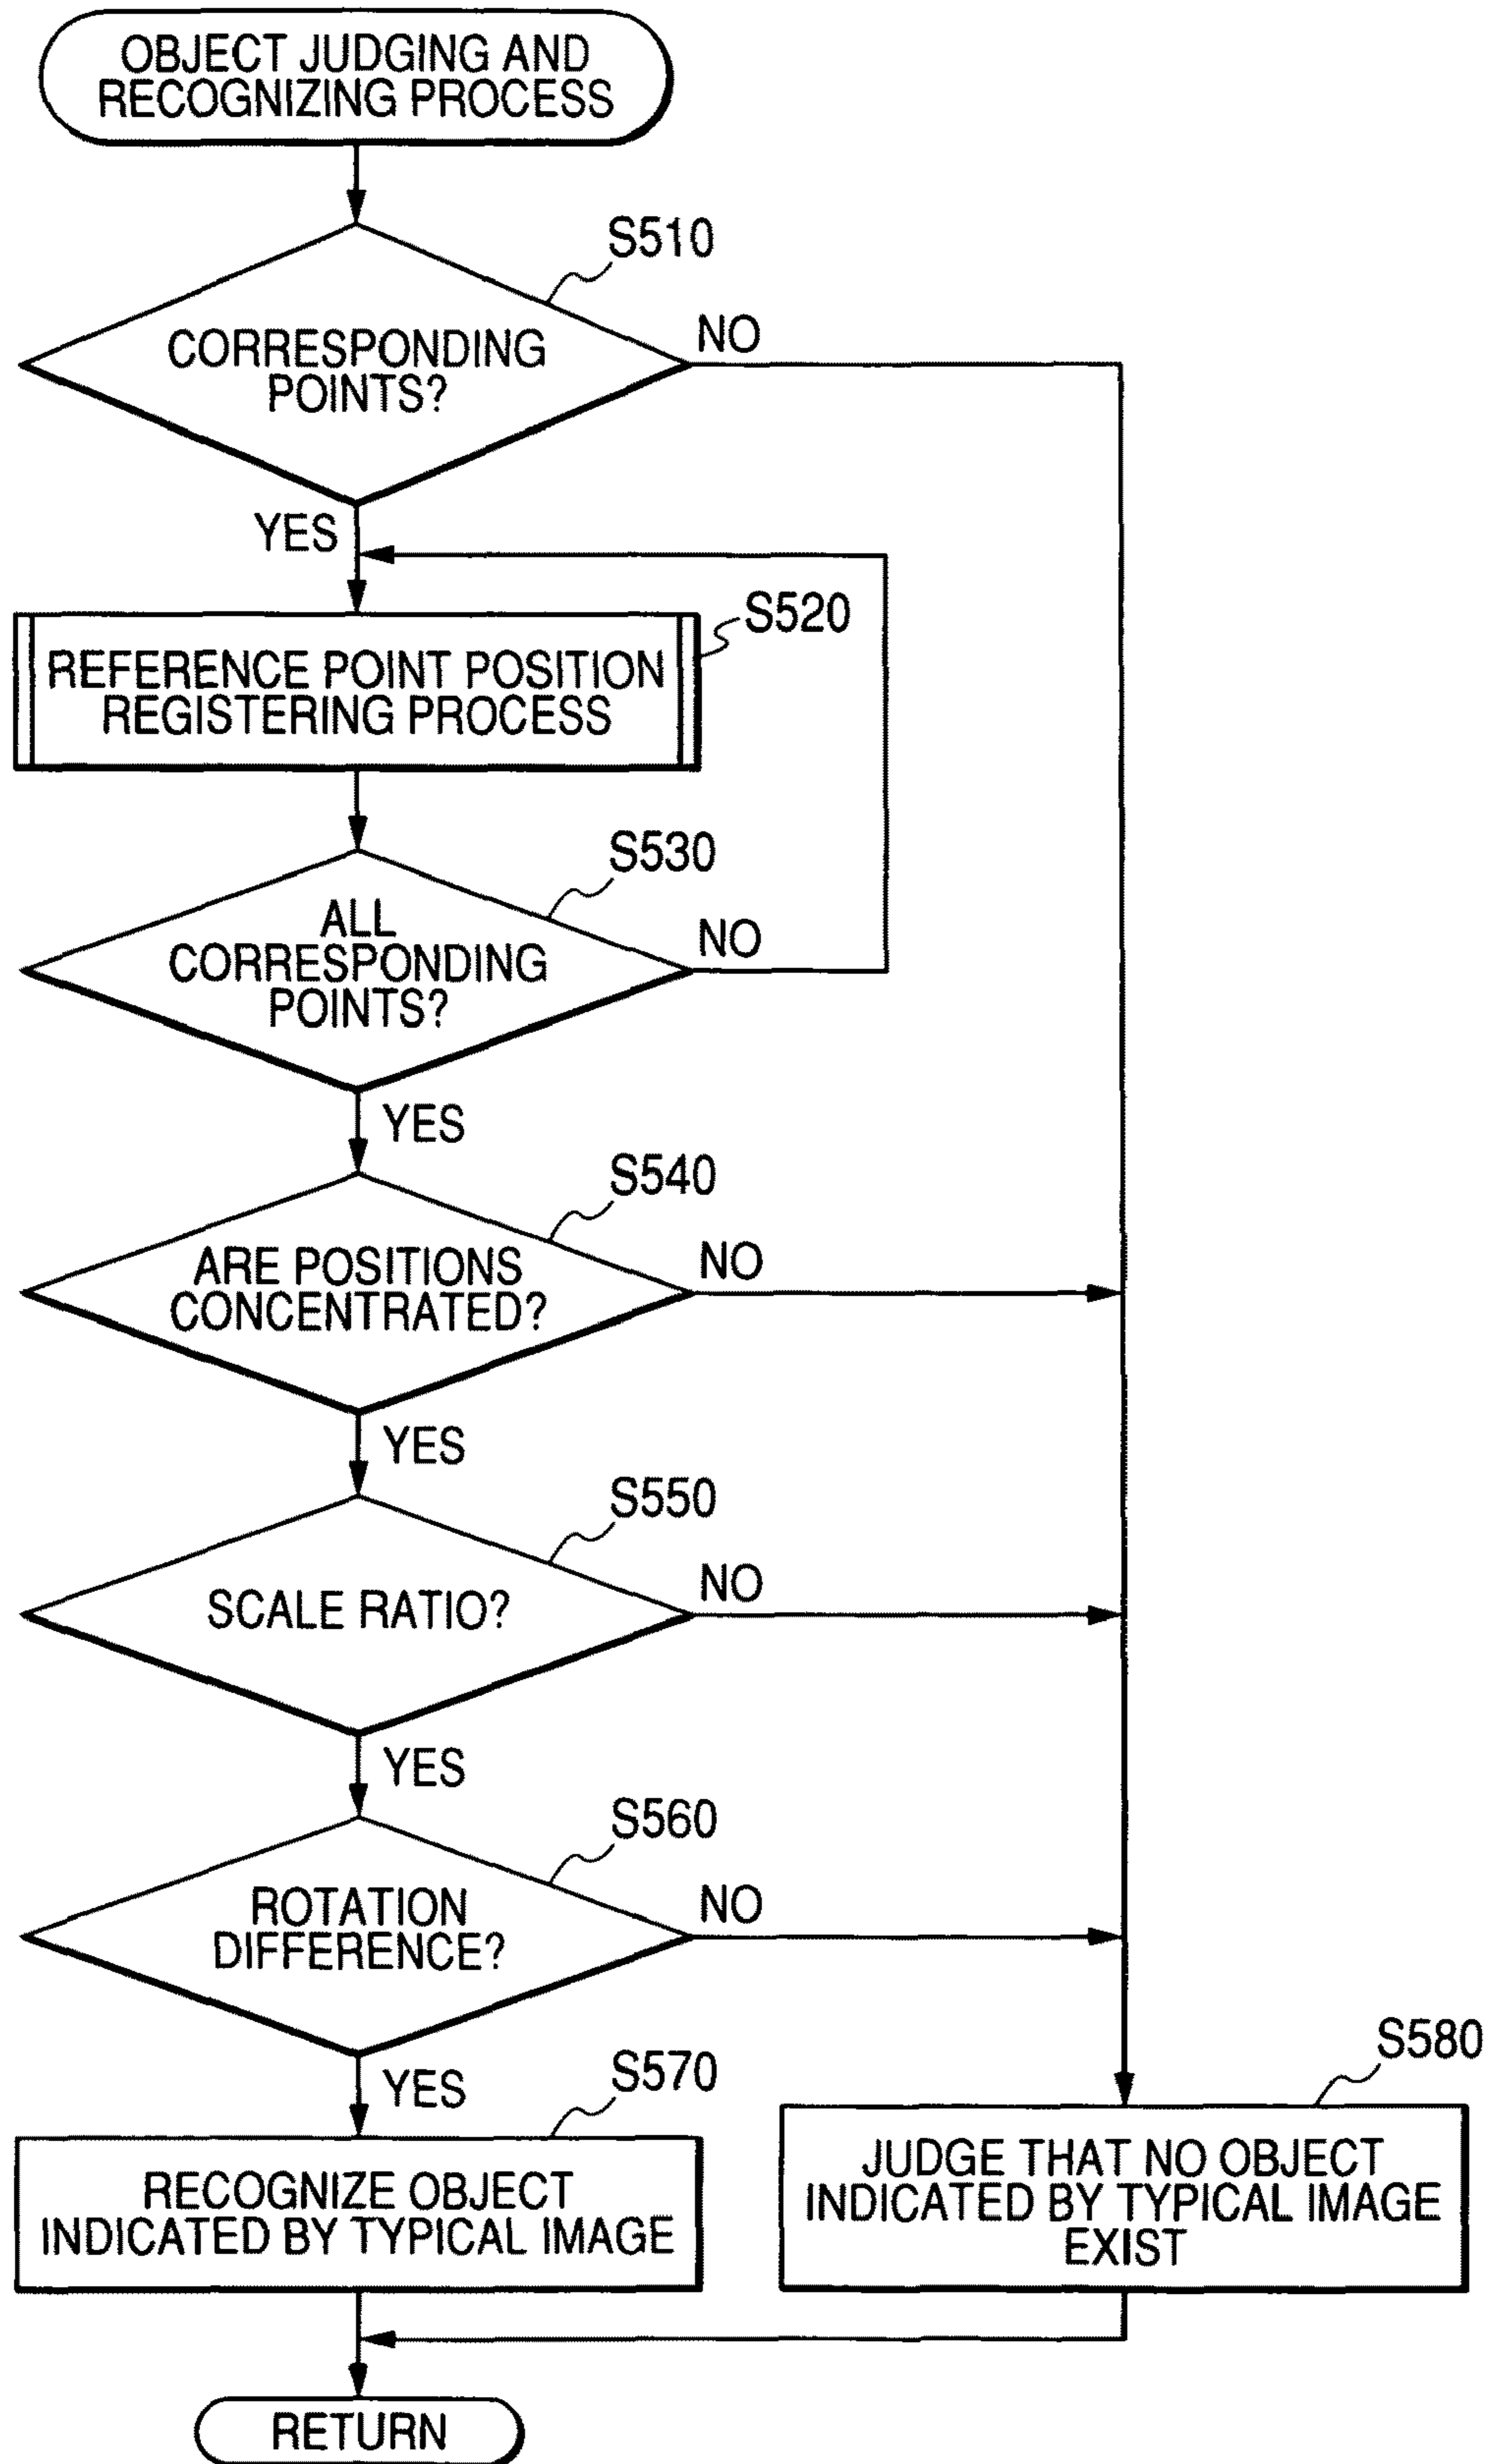 OBJECT JUDGING AND
RECOGNIZING PROCESS
S510
CORRESPONDING
POINTS?
NO
YES
S520
REFERENCE POINT POSITION
REGISTERING PROCESS
S530
ALL
CORRESPONDING
POINTS?
NO
YES
S540
ARE POSITIONS
CONCENTRATED?
NO
YES
S550
SCALE RATIO?
NO
YES
S560
ROTATION
DIFFERENCE?
NO
YES
S570
RECOGNIZE OBJECT
INDICATED BY TYPICAL IMAGE
S580
JUDGE THAT NO OBJECT
INDICATED BY TYPICAL IMAGE
EXIST
RETURN